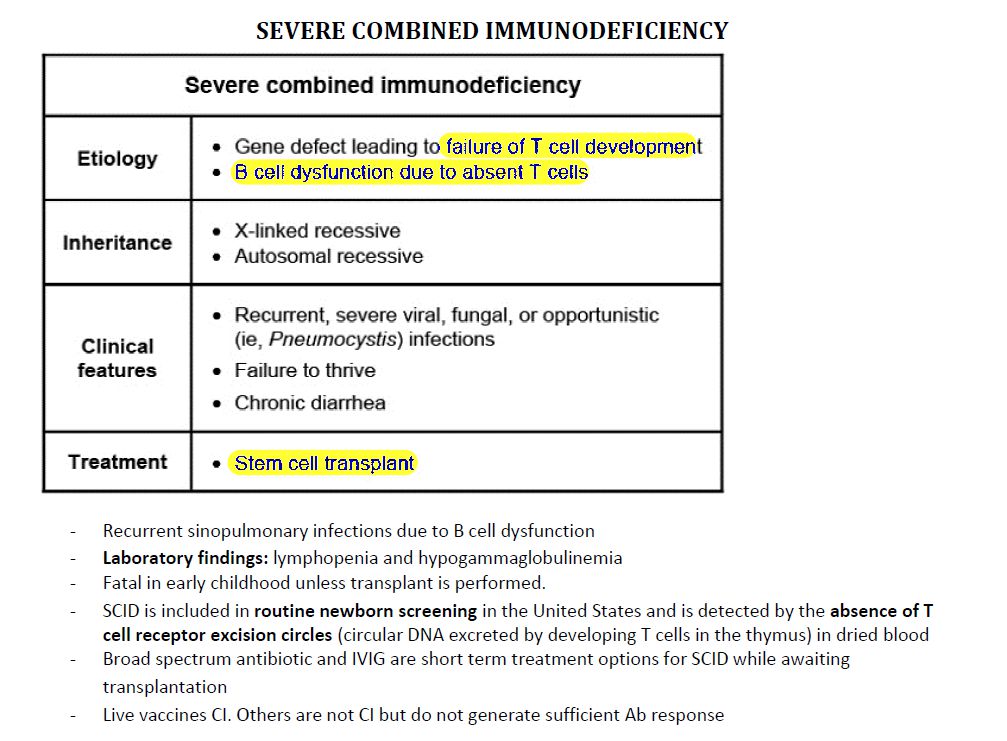 SEVERE COMBINED IMMUNODEFICIENCY
Severe combined immunodeficiency
Etiology
• Gene defect leading to failure of T cell development
• B cell dysfunction due to absent T cells
Inheritance
• X-linked recessive
• Autosomal recessive
Clinical
features
• Recurrent, severe viral, fungal, or opportunistic
(ie, Pneumocystis) infections
• Failure to thrive
• Chronic diarrhea
Treatment
• Stem cell transplant
- Recurrent sinopulmonary infections due to B cell dysfunction
- Laboratory findings: lymphopenia and hypogammaglobulinemia
- Fatal in early childhood unless transplant is performed.
- SCID is included in routine newborn screening in the United States and is detected by the absence of T
cell receptor excision circles (circular DNA excreted by developing T cells in the thymus) in dried blood
- Broad spectrum antibiotic and IVIG are short term treatment options for SCID while awaiting
transplantation
- Live vaccines CI. Others are not CI but do not generate sufficient Ab response